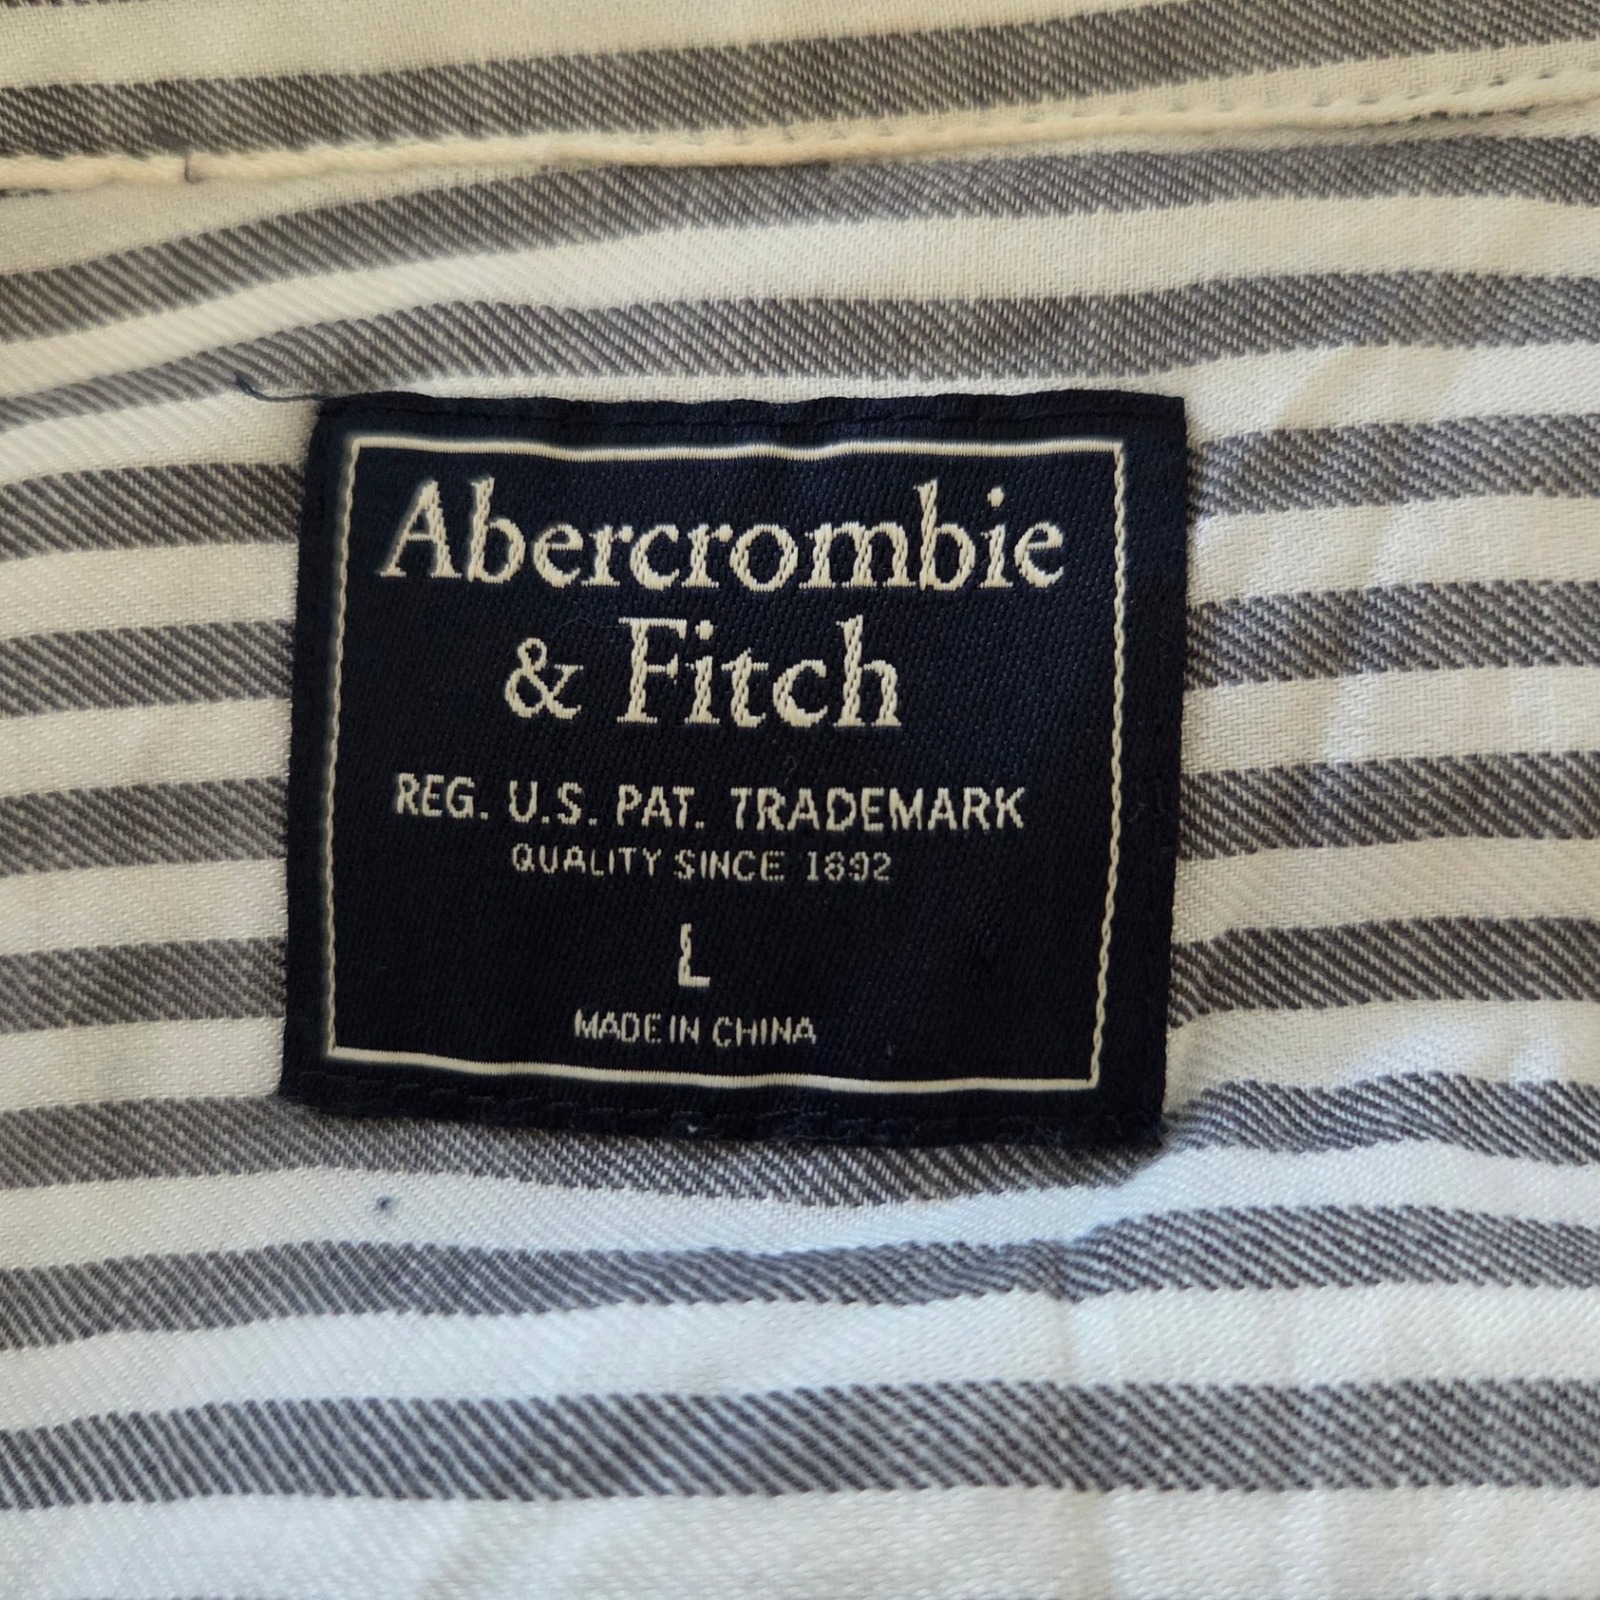 Abercrombie
& Fitch
REG. U.S. PAT. TRADEMARK
QUALITY SINCE 1892
L
MADE IN CHINA